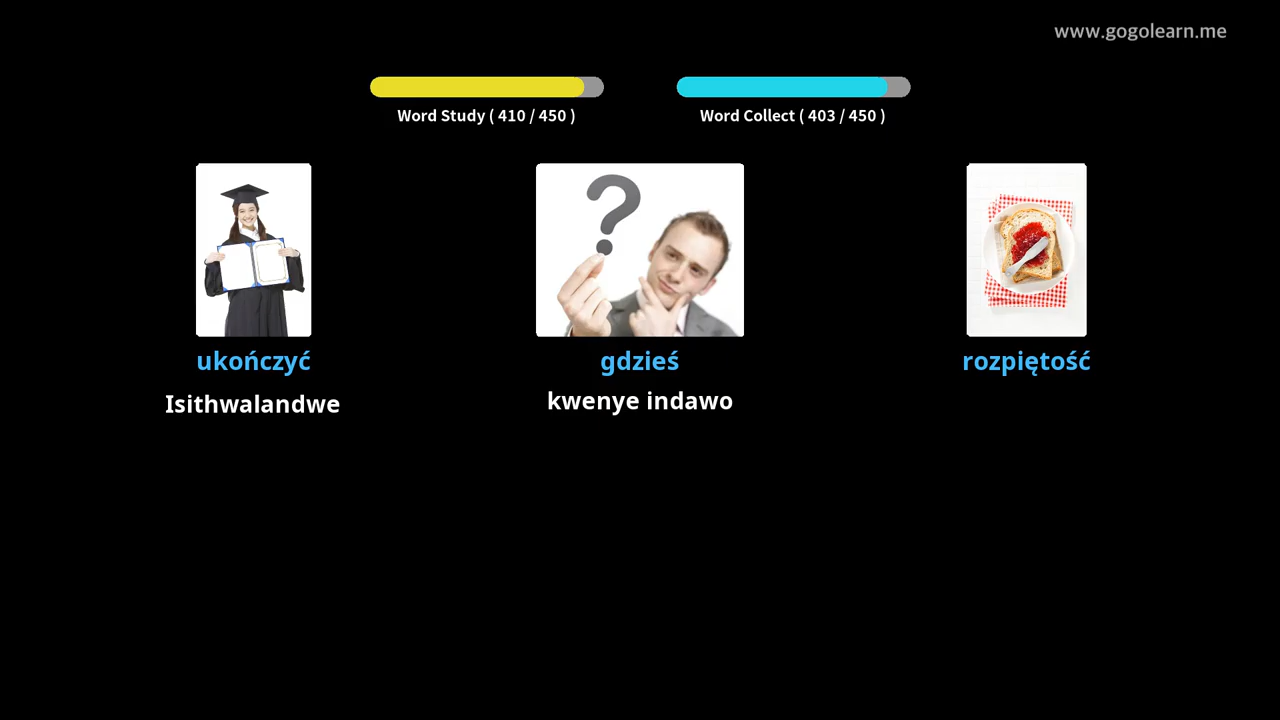 www.gogolearn.me
Word Study ( 410 / 450 )
Word Collect ( 403 / 450 )
ukończyć
gdzieś
rozpiętość
Isithwalandwe
kwenye indawo